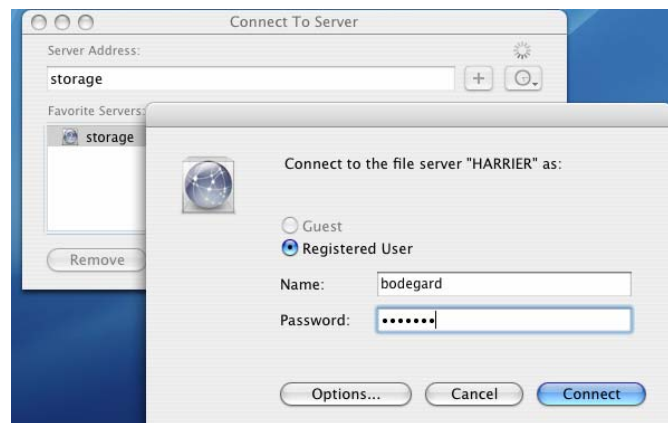 Connect To Server
Server Address:
storage
Favorite Servers:
storage
Remove
Connect to the file server "HARRIER" as:
Guest
Registered User
Name: bodegard
Password: •••••••
Options... Cancel Connect